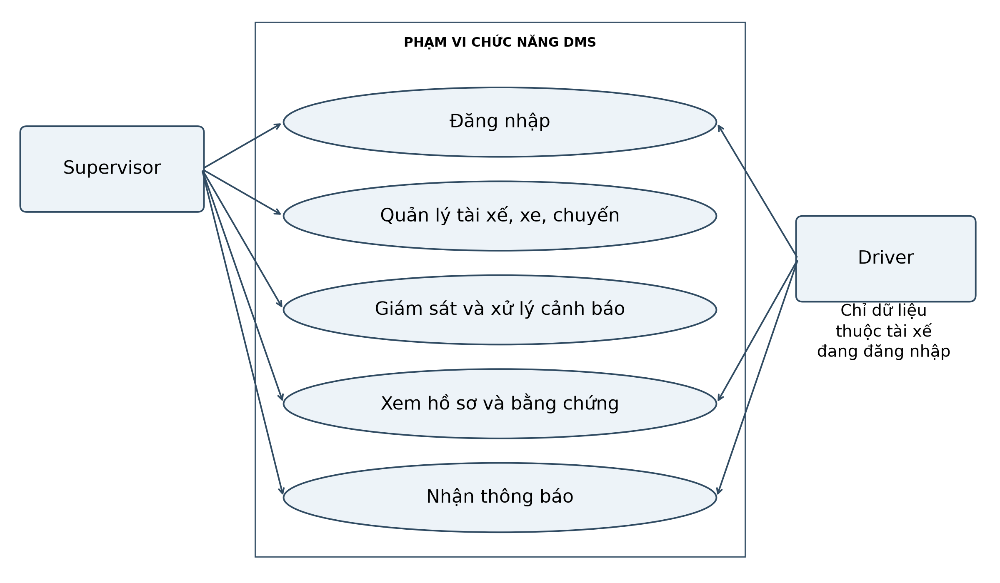 PHẠM VI CHỨC NĂNG DMS
Đăng nhập
Supervisor
Quản lý tài xế, xe, chuyến
Driver
Giám sát và xử lý cảnh báo
Chỉ dữ liệu
thuộc tài xế
đang đăng nhập
Xem hồ sơ và bằng chứng
Nhận thông báo